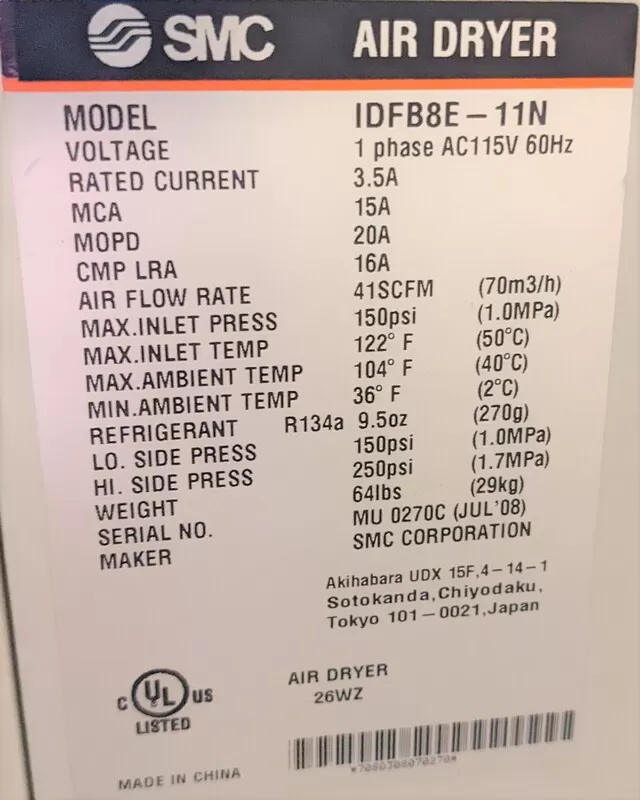 SMC AIR DRYER
MODEL IDFB8E-11N
VOLTAGE 1 phase AC115V 60Hz
RATED CURRENT 3.5A
MCA 15A
MOPD 20A
CMP LRA 16A
AIR FLOW RATE 41SCFM (70m3/h)
MAX.INLET PRESS 150psi (1.0MPa)
MAX.INLET TEMP 122° F (50°C)
MAX.AMBIENT TEMP 104° F (40°C)
MIN.AMBIENT TEMP 36° F (2°C)
REFRIGERANT R134a 9.5oz (270g)
LO. SIDE PRESS 150psi (1.0MPa)
HI. SIDE PRESS 250psi (1.7MPa)
WEIGHT 64lbs (29kg)
SERIAL NO. MU 0270C (JUL'08)
MAKER SMC CORPORATION
Akihabara UDX 15F,4-14-1
Sotokanda,Chiyodaku,
Tokyo 101-0021,Japan
C UL US
LISTED
AIR DRYER
26WZ
MADE IN CHINA